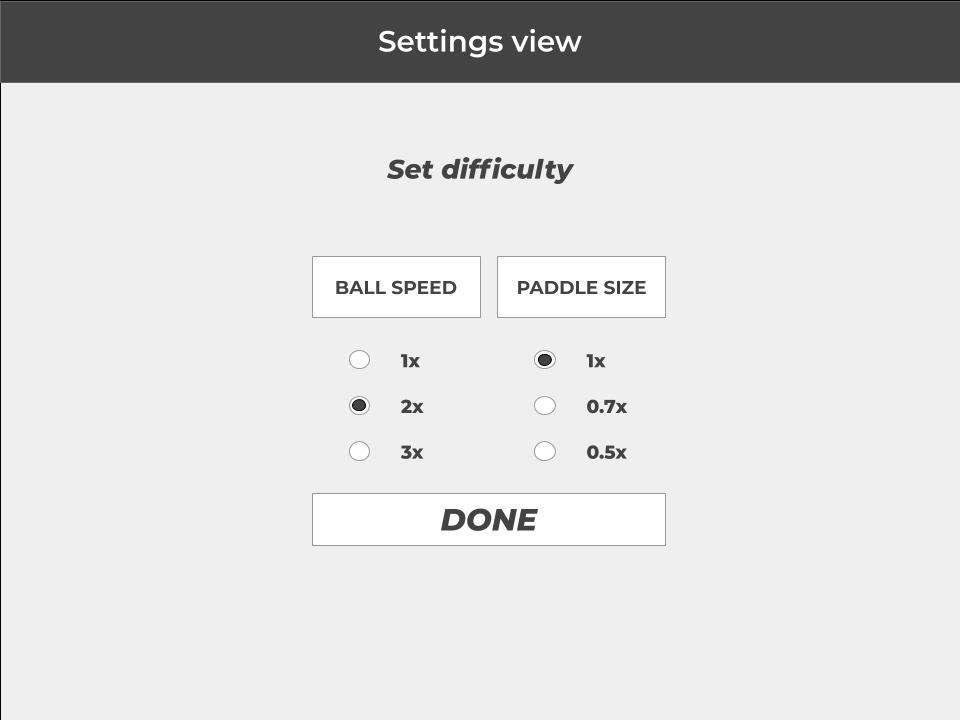 Settings view
Set difficulty
BALL SPEED PADDLE SIZE
1x 1x
2x 0.7x
3x 0.5x
DONE